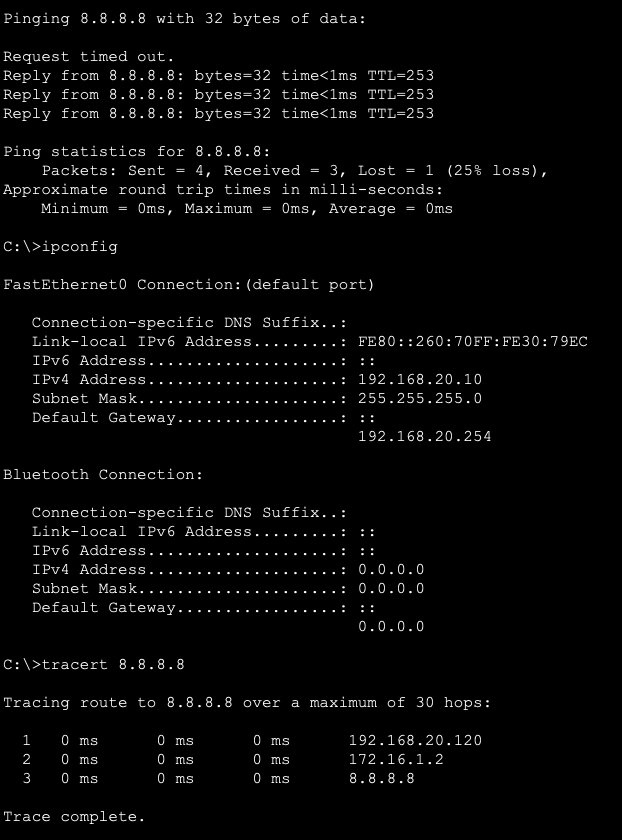 Pinging 8.8.8.8 with 32 bytes of data:
Request timed out.
Reply from 8.8.8.8: bytes=32 time<1ms TTL=253
Reply from 8.8.8.8: bytes=32 time<1ms TTL=253
Reply from 8.8.8.8: bytes=32 time<1ms TTL=253
Ping statistics for 8.8.8.8:
Packets: Sent = 4, Received = 3, Lost = 1 (25% loss),
Approximate round trip times in milli-seconds:
Minimum = 0ms, Maximum = 0ms, Average = 0ms
C:\>ipconfig
FastEthernet0 Connection:(default port)
Connection-specific DNS Suffix..:
Link-local IPv6 Address.........: FE80::260:70FF:FE30:79EC
IPv6 Address....................: ::
IPv4 Address....................: 192.168.20.10
Subnet Mask.....................: 255.255.255.0
Default Gateway.................: ::
192.168.20.254
Bluetooth Connection:
Connection-specific DNS Suffix..:
Link-local IPv6 Address.........: ::
IPv6 Address....................: ::
IPv4 Address....................: 0.0.0.0
Subnet Mask.....................: 0.0.0.0
Default Gateway.................: ::
0.0.0.0
C:\>tracert 8.8.8.8
Tracing route to 8.8.8.8 over a maximum of 30 hops:
1 0 ms 0 ms 0 ms 192.168.20.120
2 0 ms 0 ms 0 ms 172.16.1.2
3 0 ms 0 ms 0 ms 8.8.8.8
Trace complete.